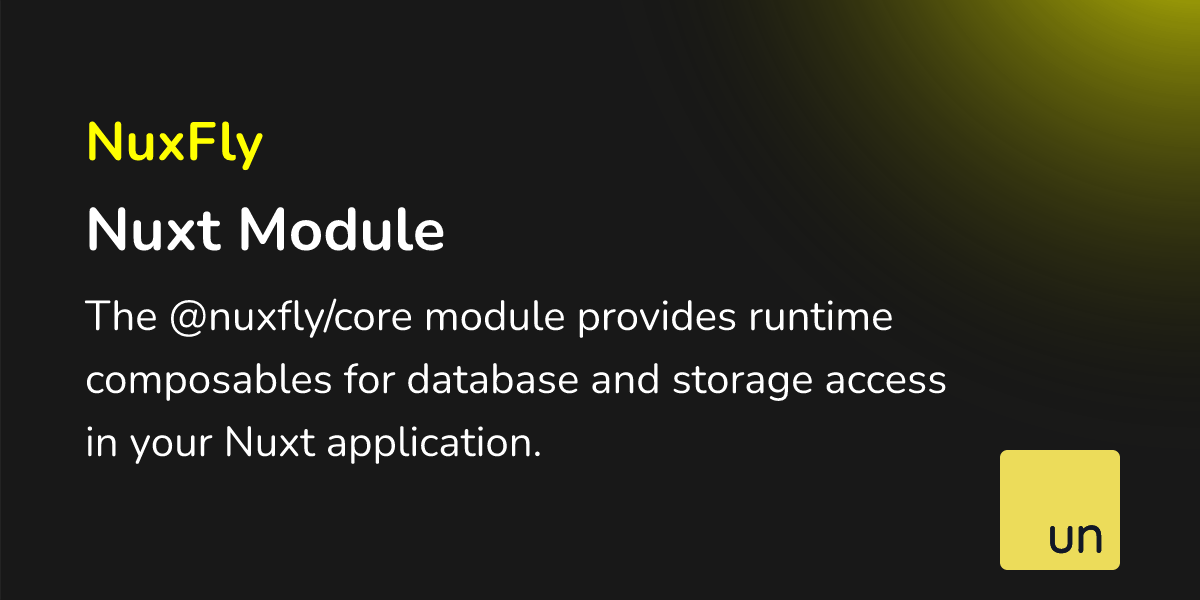 NuxFly
Nuxt Module
The @nuxfly/core module provides runtime
composables for database and storage access
in your Nuxt application.
un